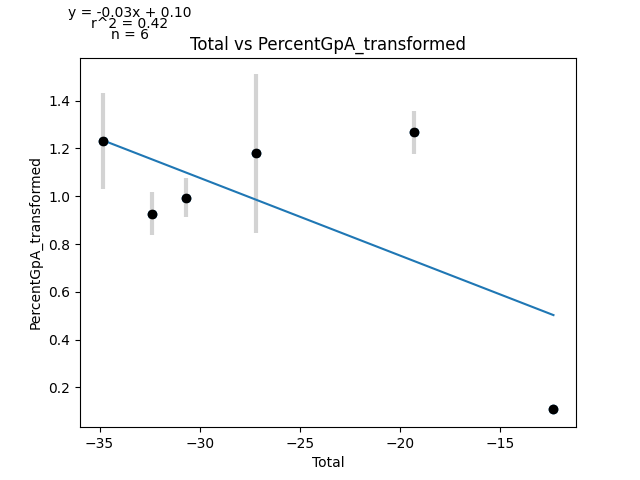 y = -0.03x + 0.10
r^2 = 0.42
n = 6
Total vs PercentGpA_transformed
PercentGpA_transformed
1.4
1.2
1.0
0.8
0.6
0.4
0.2
−35
−30
−25
−20
−15
Total